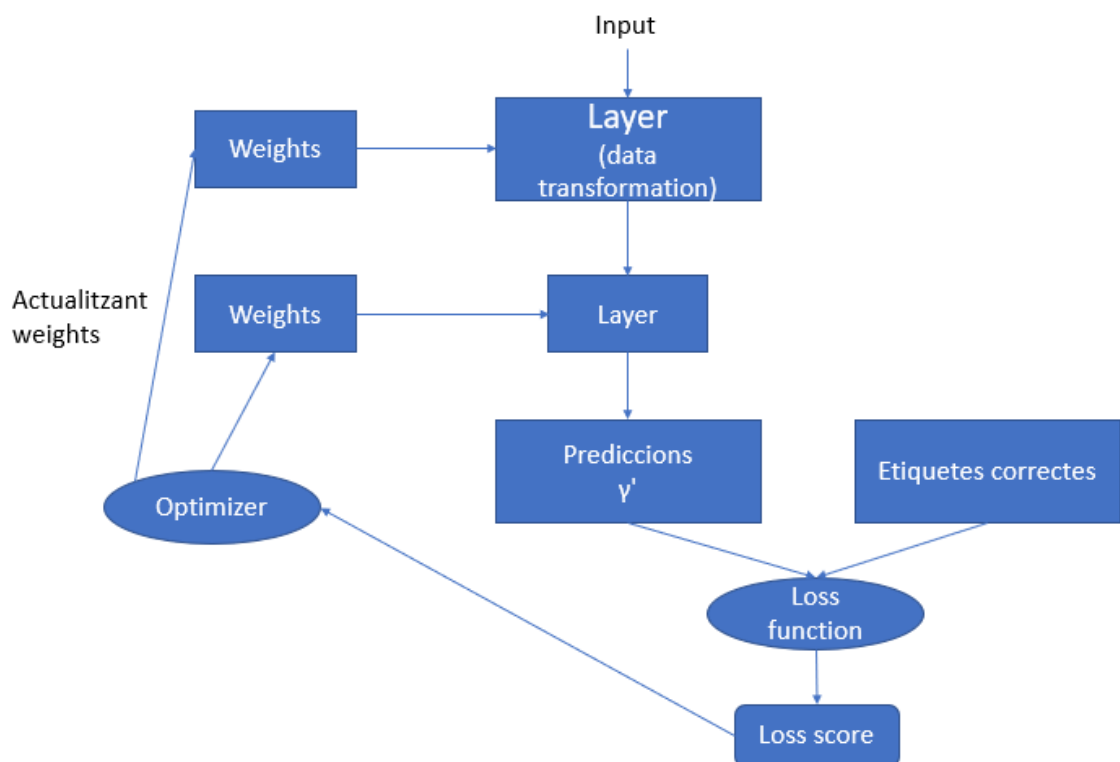 Input
Layer
(data
transformation)
Weights
Actualitzant
weights
Weights
Layer
Prediccions
γ'
Etiquetes correctes
Optimizer
Loss
function
Loss score